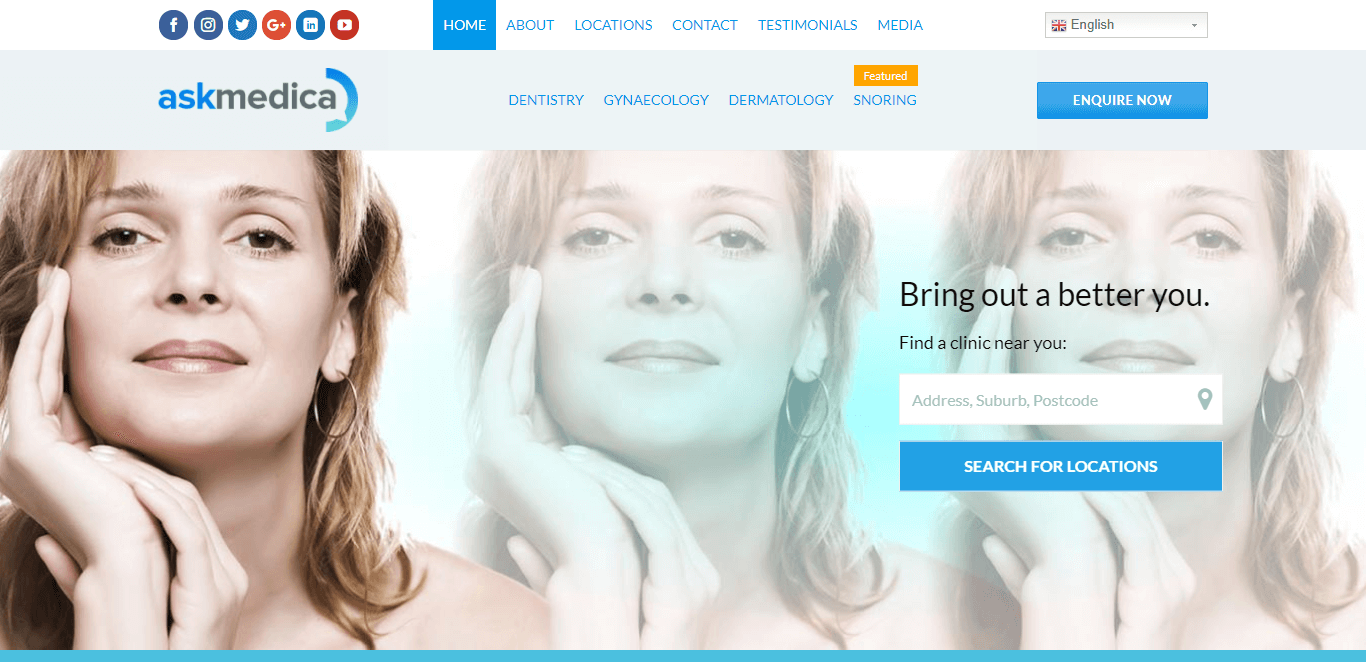 HOME ABOUT LOCATIONS CONTACT TESTIMONIALS MEDIA English
Featured
askmedica DENTISTRY GYNAECOLOGY DERMATOLOGY SNORING ENQUIRE NOW
Bring out a better you.
Find a clinic near you:
Address, Suburb, Postcode
SEARCH FOR LOCATIONS